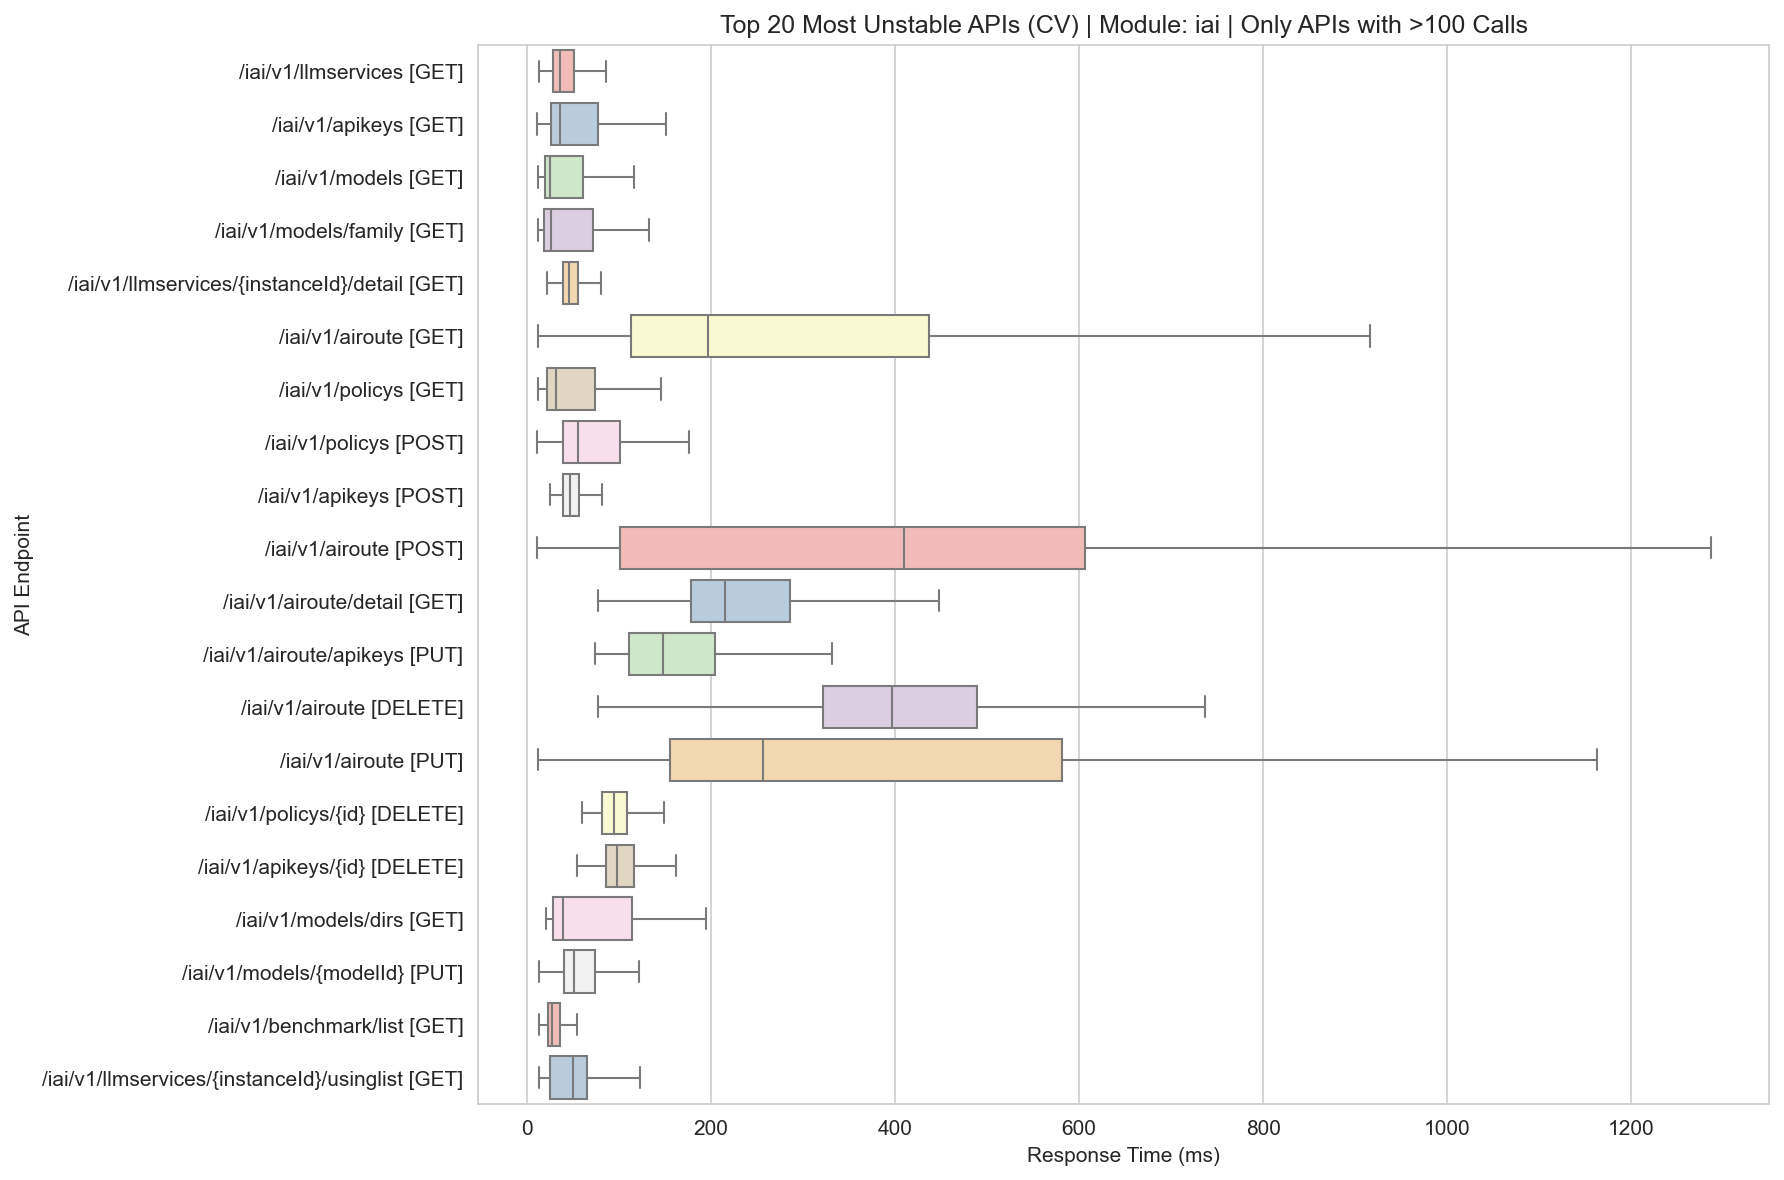 Top 20 Most Unstable APIs (CV) | Module: iai | Only APIs with >100 Calls
API Endpoint
/iai/v1/llmservices [GET]
/iai/v1/apikeys [GET]
/iai/v1/models [GET]
/iai/v1/models/family [GET]
/iai/v1/llmservices/{instanceId}/detail [GET]
/iai/v1/airoute [GET]
/iai/v1/policys [GET]
/iai/v1/policys [POST]
/iai/v1/apikeys [POST]
/iai/v1/airoute [POST]
/iai/v1/airoute/detail [GET]
/iai/v1/airoute/apikeys [PUT]
/iai/v1/airoute [DELETE]
/iai/v1/airoute [PUT]
/iai/v1/policys/{id} [DELETE]
/iai/v1/apikeys/{id} [DELETE]
/iai/v1/models/dirs [GET]
/iai/v1/models/{modelId} [PUT]
/iai/v1/benchmark/list [GET]
/iai/v1/llmservices/{instanceId}/usinglist [GET]
0 200 400 600 800 1000 1200
Response Time (ms)